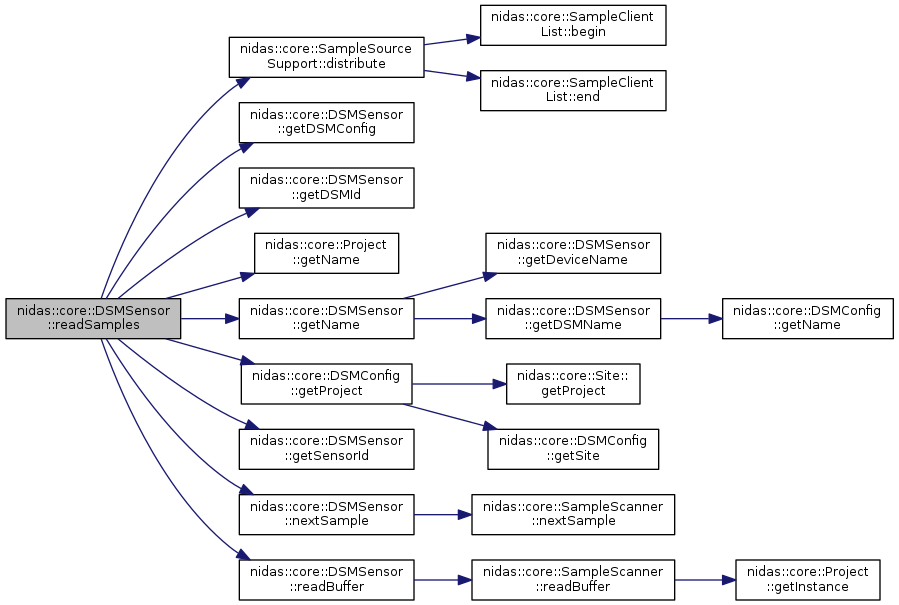 nidas::core::SampleClient
List::begin
nidas::core::SampleSource
Support::distribute
nidas::core::SampleClient
List::end
nidas::core::DSMSensor
::getDSMConfig
nidas::core::DSMSensor
::getDSMId
nidas::core::Project
::getName
nidas::core::DSMSensor
::getDeviceName
nidas::core::DSMSensor
::readSamples
nidas::core::DSMSensor
::getName
nidas::core::DSMSensor
::getDSMName
nidas::core::DSMConfig
::getName
nidas::core::DSMConfig
::getProject
nidas::core::Site::
getProject
nidas::core::DSMSensor
::getSensorId
nidas::core::DSMConfig
::getSite
nidas::core::DSMSensor
::nextSample
nidas::core::SampleScanner
::nextSample
nidas::core::DSMSensor
::readBuffer
nidas::core::SampleScanner
::readBuffer
nidas::core::Project
::getInstance